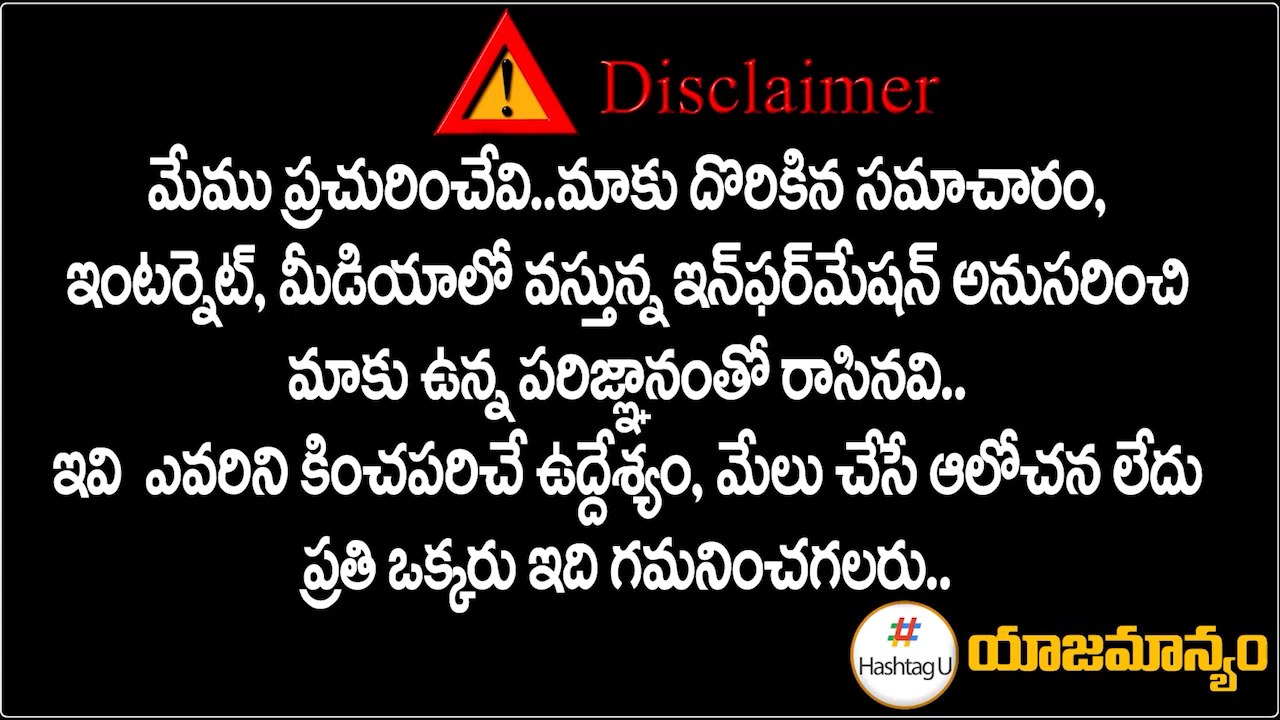 Disclaimer
మేము ప్రచురించేవి..మాకు దొరికిన సమాచారం,
ఇంటర్నెట్, మీడియాలో వస్తున్న ఇన్‌ఫర్‌మేషన్ అనుసరించి
మాకు ఉన్న పరిజ్ఞానంతో రాసినవి..
ఇవి ఎవరిని కించపరిచే ఉద్దేశ్యం, మేలు చేసే ఆలోచన లేదు
ప్రతి ఒక్కరు ఇది గమనించగలరు..
# Hashtag U యాజమాన్యం